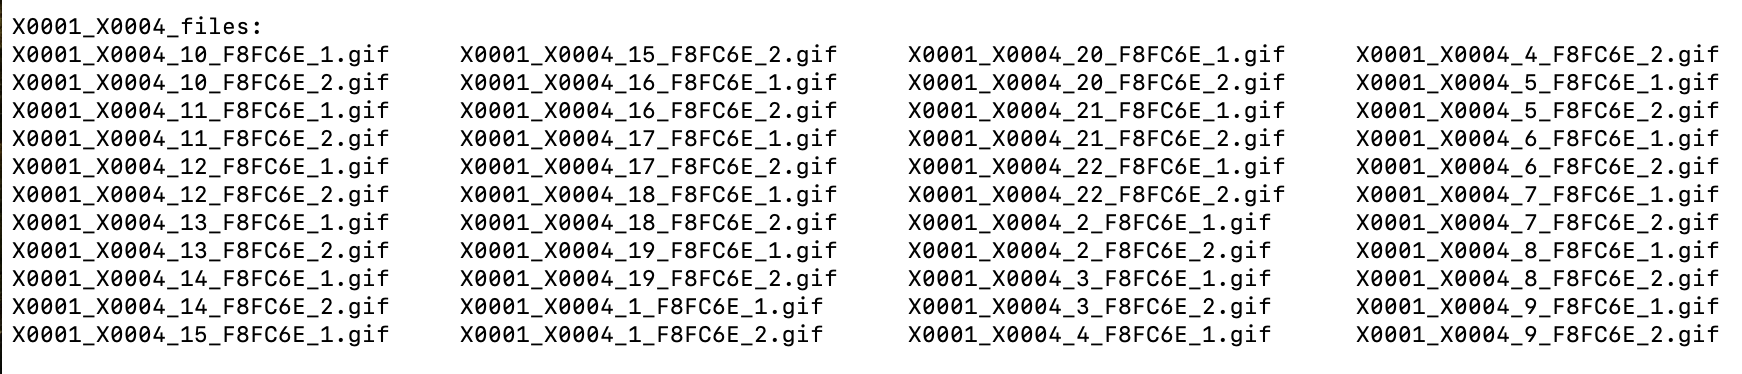 X0001_X0004_files:
X0001_X0004_10_F8FC6E_1.gif X0001_X0004_15_F8FC6E_2.gif X0001_X0004_20_F8FC6E_1.gif X0001_X0004_4_F8FC6E_2.gif
X0001_X0004_10_F8FC6E_2.gif X0001_X0004_16_F8FC6E_1.gif X0001_X0004_20_F8FC6E_2.gif X0001_X0004_5_F8FC6E_1.gif
X0001_X0004_11_F8FC6E_1.gif X0001_X0004_16_F8FC6E_2.gif X0001_X0004_21_F8FC6E_1.gif X0001_X0004_5_F8FC6E_2.gif
X0001_X0004_11_F8FC6E_2.gif X0001_X0004_17_F8FC6E_1.gif X0001_X0004_21_F8FC6E_2.gif X0001_X0004_6_F8FC6E_1.gif
X0001_X0004_12_F8FC6E_1.gif X0001_X0004_17_F8FC6E_2.gif X0001_X0004_22_F8FC6E_1.gif X0001_X0004_6_F8FC6E_2.gif
X0001_X0004_12_F8FC6E_2.gif X0001_X0004_18_F8FC6E_1.gif X0001_X0004_22_F8FC6E_2.gif X0001_X0004_7_F8FC6E_1.gif
X0001_X0004_13_F8FC6E_1.gif X0001_X0004_18_F8FC6E_2.gif X0001_X0004_2_F8FC6E_1.gif X0001_X0004_7_F8FC6E_2.gif
X0001_X0004_13_F8FC6E_2.gif X0001_X0004_19_F8FC6E_1.gif X0001_X0004_2_F8FC6E_2.gif X0001_X0004_8_F8FC6E_1.gif
X0001_X0004_14_F8FC6E_1.gif X0001_X0004_19_F8FC6E_2.gif X0001_X0004_3_F8FC6E_1.gif X0001_X0004_8_F8FC6E_2.gif
X0001_X0004_14_F8FC6E_2.gif X0001_X0004_1_F8FC6E_1.gif X0001_X0004_3_F8FC6E_2.gif X0001_X0004_9_F8FC6E_1.gif
X0001_X0004_15_F8FC6E_1.gif X0001_X0004_1_F8FC6E_2.gif X0001_X0004_4_F8FC6E_1.gif X0001_X0004_9_F8FC6E_2.gif